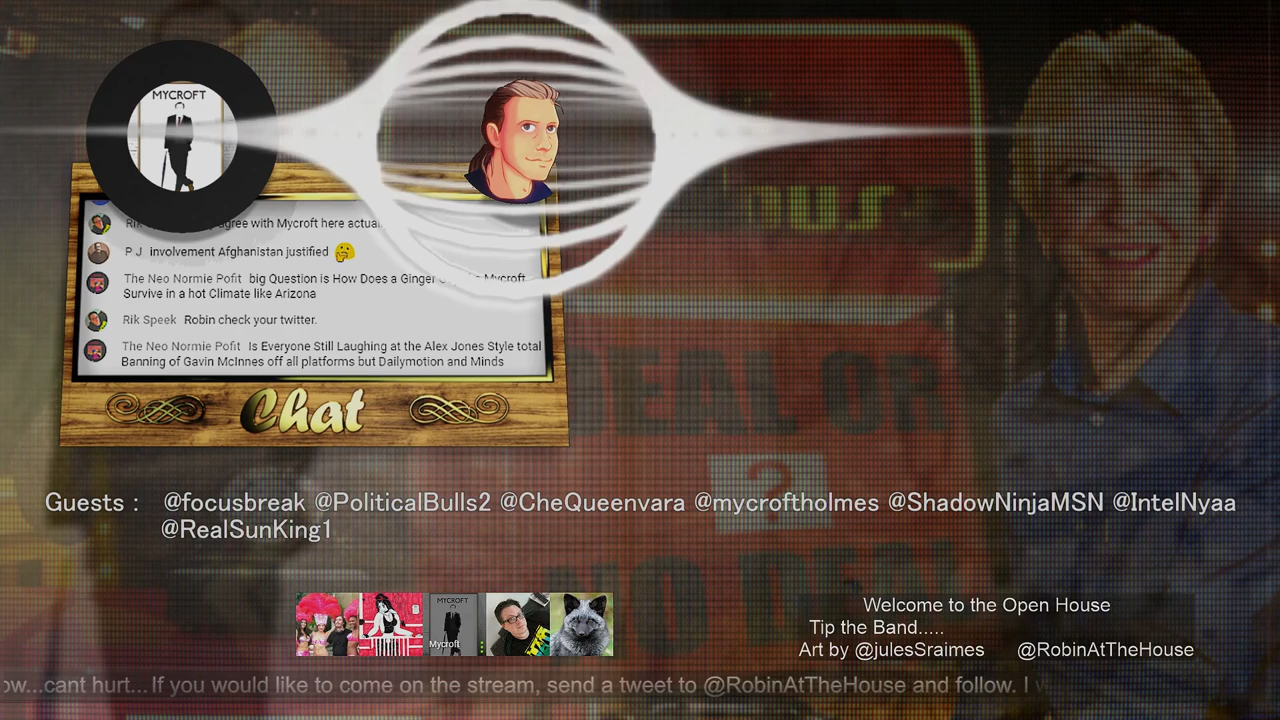 MYCROFT
Rik
agree with Mycroft here actual
P J involvement Afghanistan justified
The Neo Normie Pofit big Question is How Does a Ginger Mycroft
Survive in a hot Climate like Arizona
Rik Speek Robin check your twitter.
The Neo Normie Pofit Is Everyone Still Laughing at the Alex Jones Style total
Banning of Gavin McInnes off all platforms but Dailymotion and Minds
Chat
DEAL OR
?
NO DEAL
Guests : @focusbreak @PoliticalBulls2 @CheQueenvara @mycroftholmes @ShadowNinjaMSN @IntelNyaa
@RealSunKing1
MYCROFT
Mycroft
Welcome to the Open House
Tip the Band.....
Art by @julesSraimes @RobinAtTheHouse
ow...cant hurt... If you would like to come on the stream, send a tweet to @RobinAtTheHouse and follow. I w